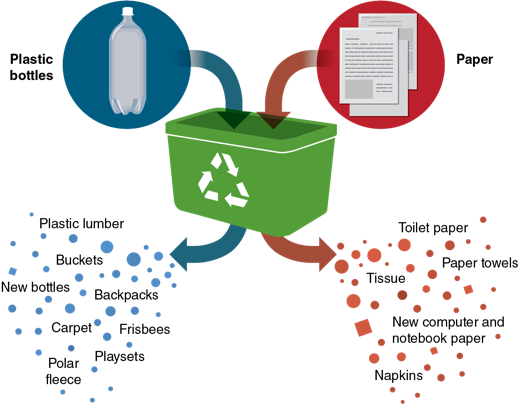 Plastic
bottles
Paper
Plastic lumber
Buckets
New bottles
Backpacks
Carpet
Frisbees
Polar
fleece
Playsets
Toilet paper
Paper towels
Tissue
New computer and
notebook paper
Napkins